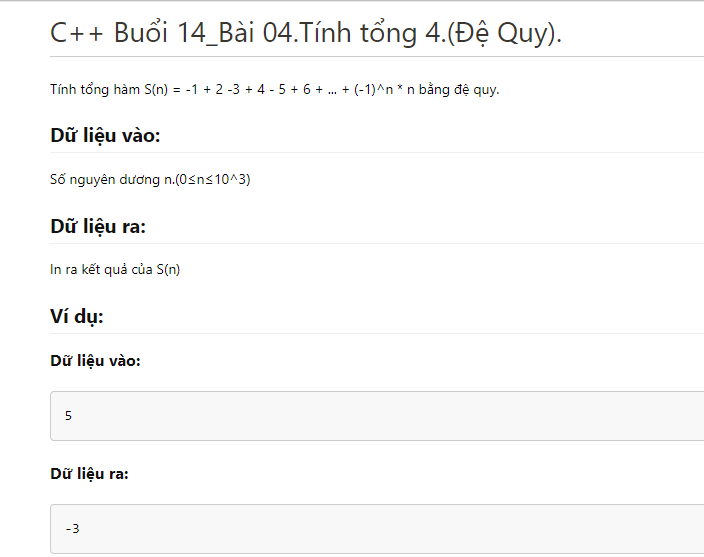 C++ Buổi 14_Bài 04.Tính tổng 4.(Đệ Quy).
Tính tổng hàm S(n) = -1 + 2 -3 + 4 - 5 + 6 + ... + (-1)^n * n bằng đệ quy.
Dữ liệu vào:
Số nguyên dương n.(0≤n≤10^3)
Dữ liệu ra:
In ra kết quả của S(n)
Ví dụ:
Dữ liệu vào:
5
Dữ liệu ra:
-3